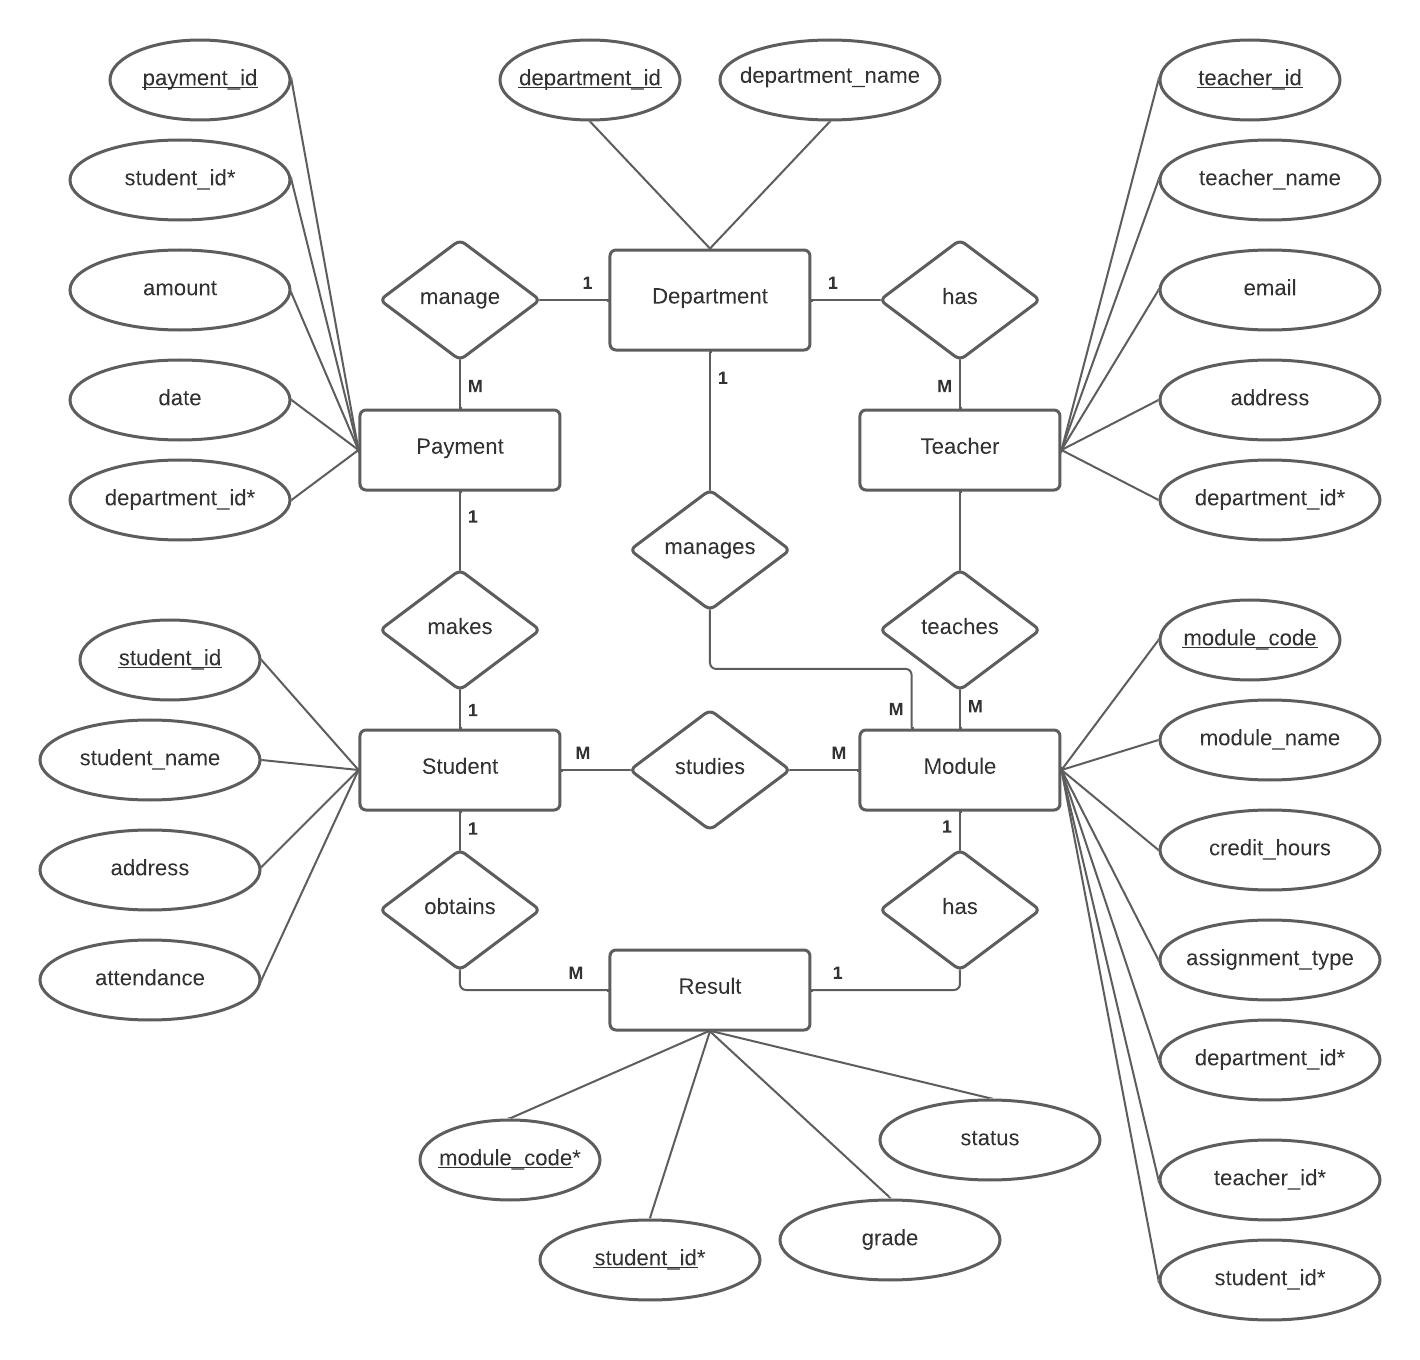 payment_id
department_id
department_name
teacher_id
student_id*
teacher_name
amount
manage
1
Department
1
has
email
M
1
M
date
address
Payment
Teacher
department_id*
department_id*
1
manages
makes
teaches
module_code
student_id
1
M
M
student_name
module_name
Student
M
studies
M
Module
1
1
credit_hours
address
obtains
has
attendance
M
Result
1
assignment_type
department_id*
module_code*
status
teacher_id*
student_id*
grade
student_id*